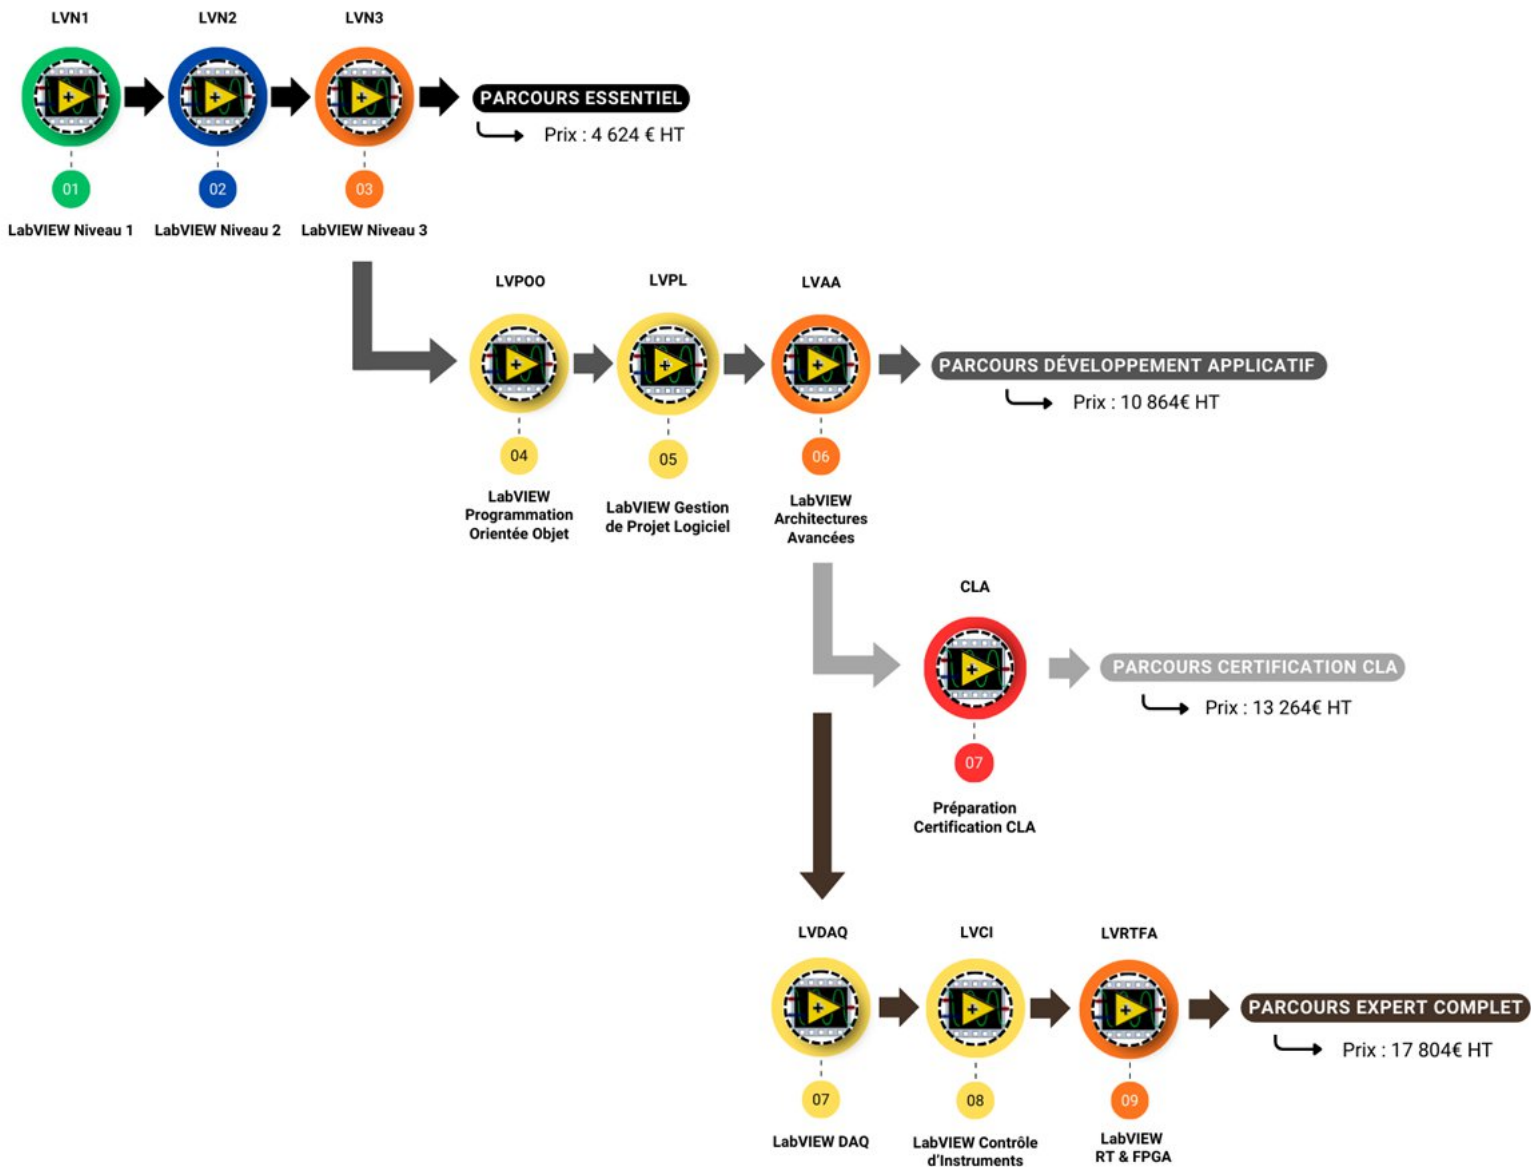 LVN1
LVN2
LVN3
PARCOURS ESSENTIEL
Prix : 4 624 € HT
01
02
03
LabVIEW Niveau 1
LabVIEW Niveau 2
LabVIEW Niveau 3
LVPOO
LVPL
LVAA
PARCOURS DÉVELOPPEMENT APPLICATIF
Prix : 10 864€ HT
04
05
06
LabVIEW
Programmation
Orientée Objet
LabVIEW Gestion
de Projet Logiciel
LabVIEW
Architectures
Avancées
CLA
PARCOURS CERTIFICATION CLA
Prix : 13 264€ HT
07
Préparation
Certification CLA
LVDAQ
LVCI
LVRTFA
PARCOURS EXPERT COMPLET
Prix : 17 804€ HT
07
08
09
LabVIEW DAQ
LabVIEW Contrôle
d'Instruments
LabVIEW
RT & FPGA